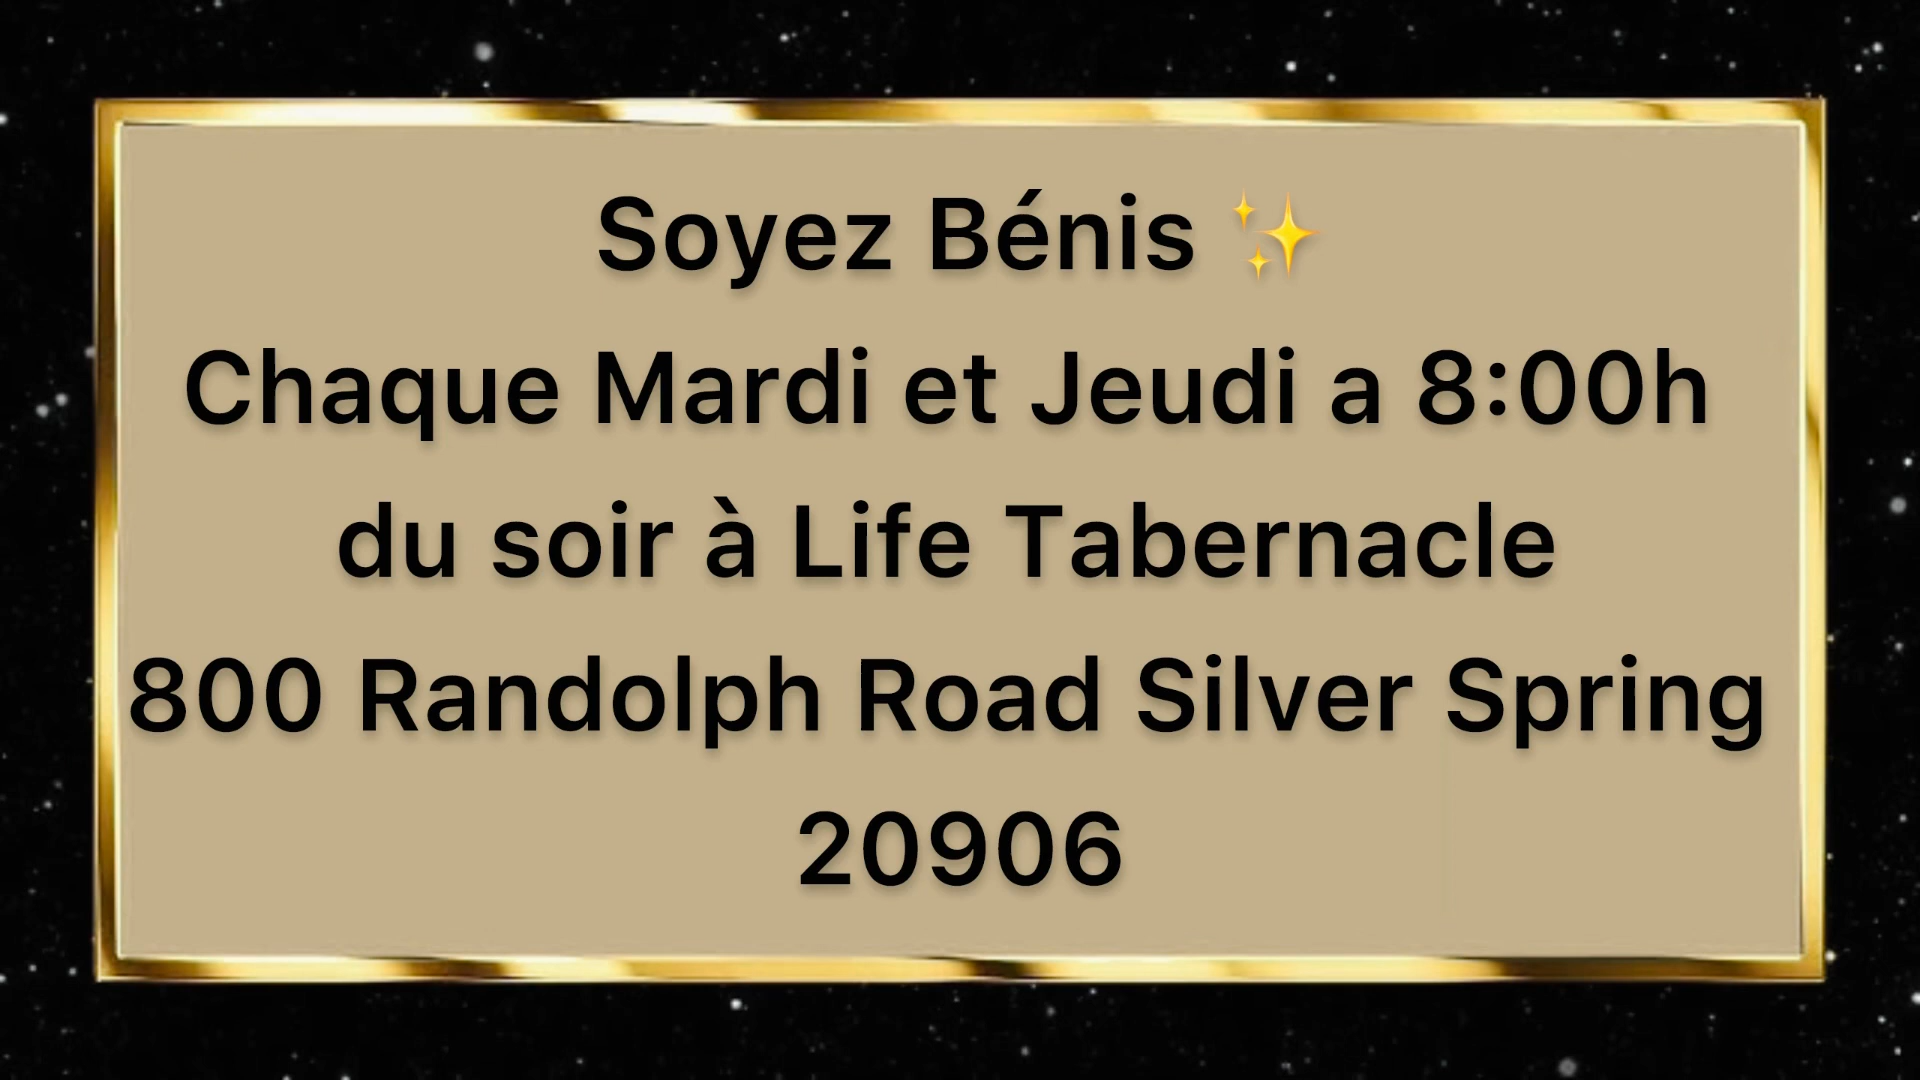 Soyez Bénis ✨
Chaque Mardi et Jeudi a 8:00h
du soir à Life Tabernacle
800 Randolph Road Silver Spring
20906